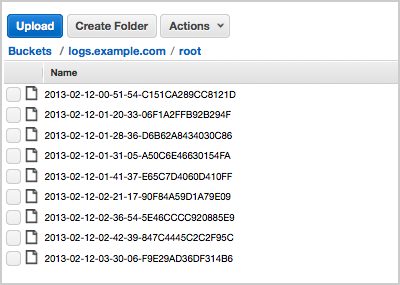 Upload Create Folder Actions
Buckets / logs.example.com / root
Name
2013-02-12-00-51-54-C151CA289CC8121D
2013-02-12-01-20-33-06F1A2FFB92B294F
2013-02-12-01-28-36-D6B62A8434030C86
2013-02-12-01-31-05-A50C6E46630154FA
2013-02-12-01-41-37-E65C7D4060D410FF
2013-02-12-02-21-17-90F84A59D1A79E09
2013-02-12-02-36-54-5E46CCCC920885E9
2013-02-12-02-42-39-847C4445C2C2F95C
2013-02-12-03-30-06-F9E29AD36DF314B6